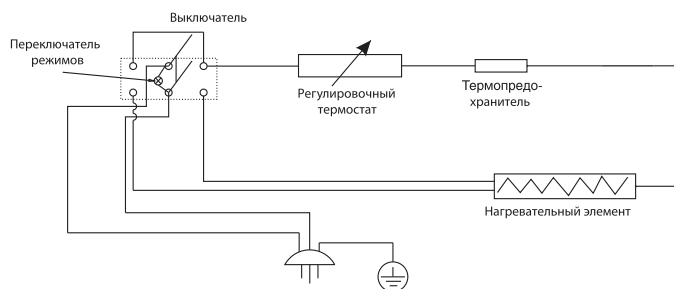 Выключатель
Переключатель
режимов
Регулировочный
термостат
Термопредо-
хранитель
Нагревательный элемент